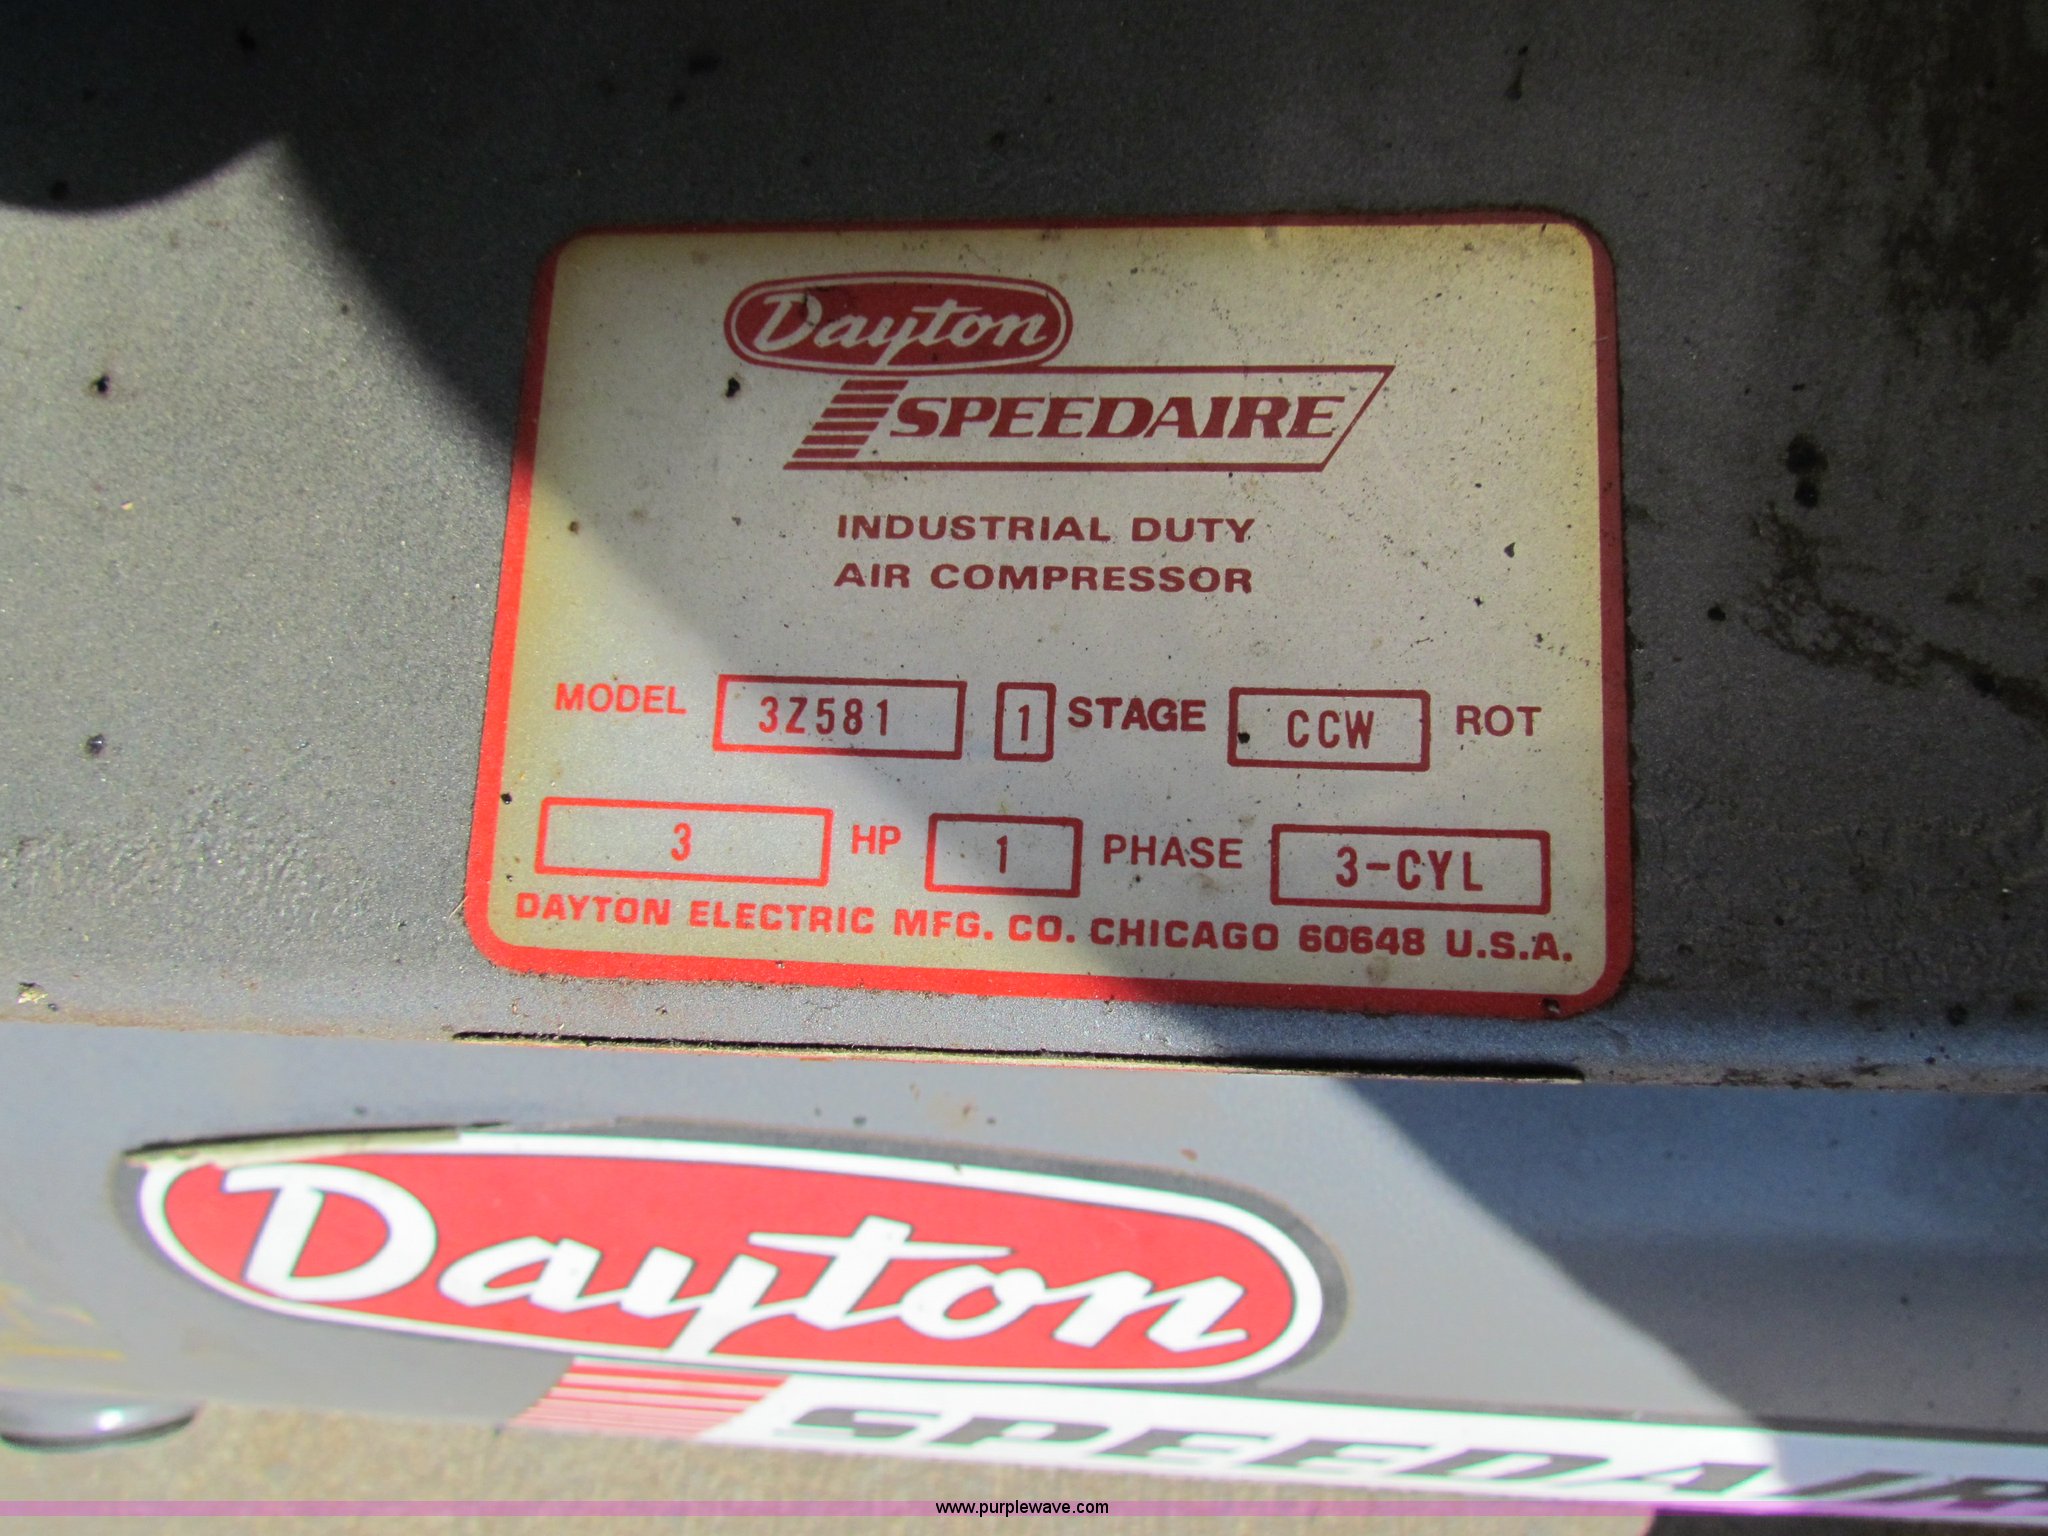 Dayton
SPEEDAIRE
INDUSTRIAL DUTY
AIR COMPRESSOR
MODEL 3Z581 1 STAGE CCW ROT
3 HP 1 PHASE 3-CYL
DAYTON ELECTRIC MFG. CO. CHICAGO 60648 U.S.A.
Dayton
SPEEDAIR
www.purplewave.com